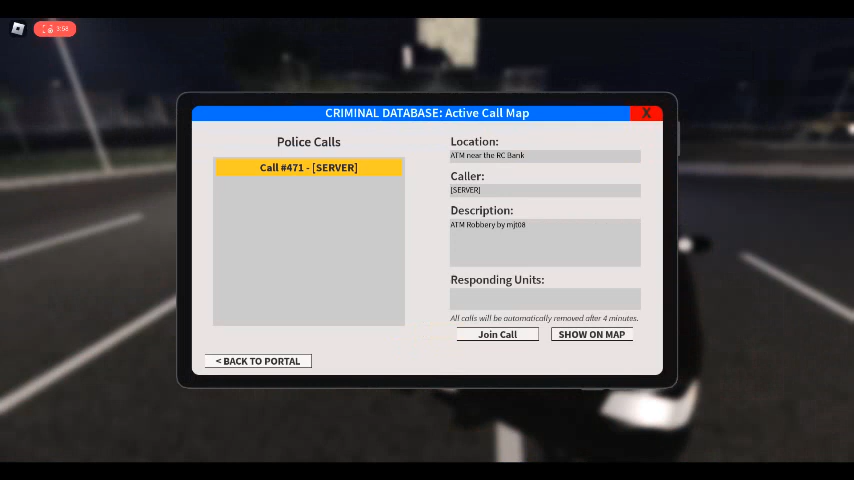 3:58
CRIMINAL DATABASE: Active Call Map
X
Police Calls
Call #471 - [SERVER]
Location:
ATM near the RC Bank
Caller:
[SERVER]
Description:
ATM Robbery by mjt08
Responding Units:
All calls will be automatically removed after 4 minutes.
Join Call
SHOW ON MAP
< BACK TO PORTAL